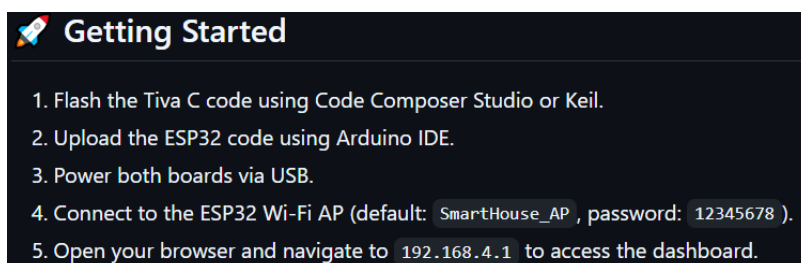 🚀 Getting Started
1. Flash the Tiva C code using Code Composer Studio or Keil.
2. Upload the ESP32 code using Arduino IDE.
3. Power both boards via USB.
4. Connect to the ESP32 Wi-Fi AP (default: SmartHouse_AP, password: 12345678).
5. Open your browser and navigate to 192.168.4.1 to access the dashboard.